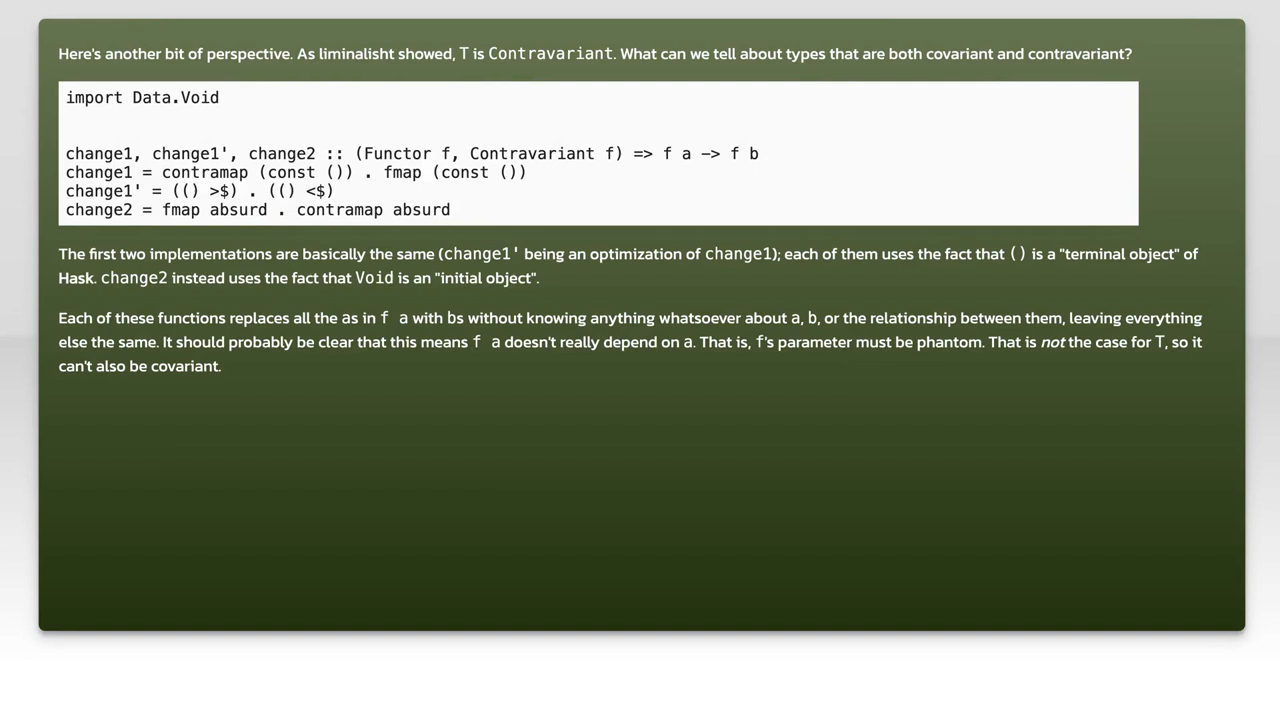 Here's another bit of perspective. As liminalisht showed, T is Contravariant. What can we tell about types that are both covariant and contravariant?
import Data.Void
change1, change1', change2 :: (Functor f, Contravariant f) => f a -> f b
change1 = contramap (const ()) . fmap (const ())
change1' = (() >$) . (() <$)
change2 = fmap absurd . contramap absurd
The first two implementations are basically the same (change1' being an optimization of change1); each of them uses the fact that () is a "terminal object" of
Hask. change2 instead uses the fact that Void is an "initial object".
Each of these functions replaces all the as in f a with bs without knowing anything whatsoever about a, b, or the relationship between them, leaving everything
else the same. It should probably be clear that this means f a doesn't really depend on a. That is, f's parameter must be phantom. That is not the case for T, so it
can't also be covariant.